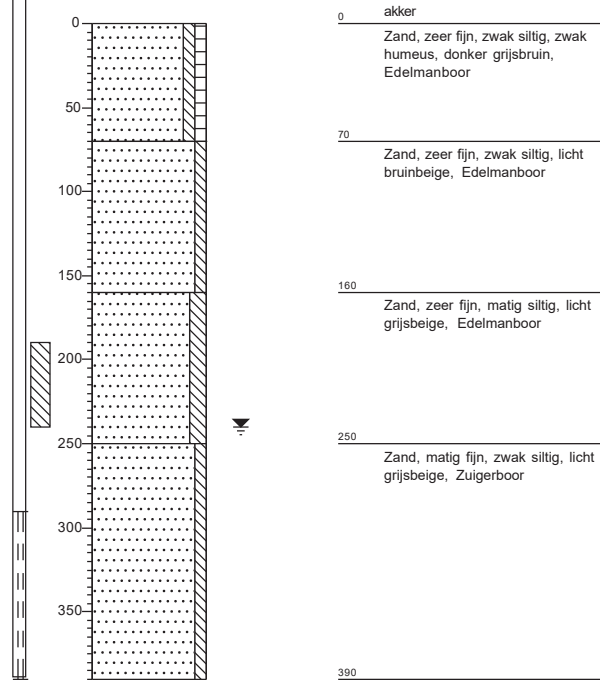 0
50
100
150
200
250
300
350
0
akker
Zand, zeer fijn, zwak siltig, zwak
humeus, donker grijsbruin,
Edelmanboor
70
Zand, zeer fijn, zwak siltig, licht
bruinbeige, Edelmanboor
160
Zand, zeer fijn, matig siltig, licht
grijsbeige, Edelmanboor
250
Zand, matig fijn, zwak siltig, licht
grijsbeige, Zuigerboor
390